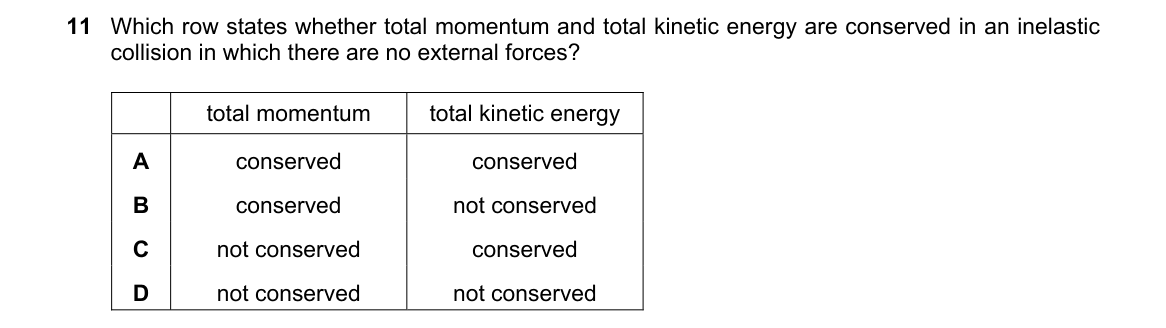 11 Which row states whether total momentum and total kinetic energy are conserved in an inelastic
collision in which there are no external forces?
total momentum total kinetic energy
A conserved conserved
B conserved not conserved
C not conserved conserved
D not conserved not conserved